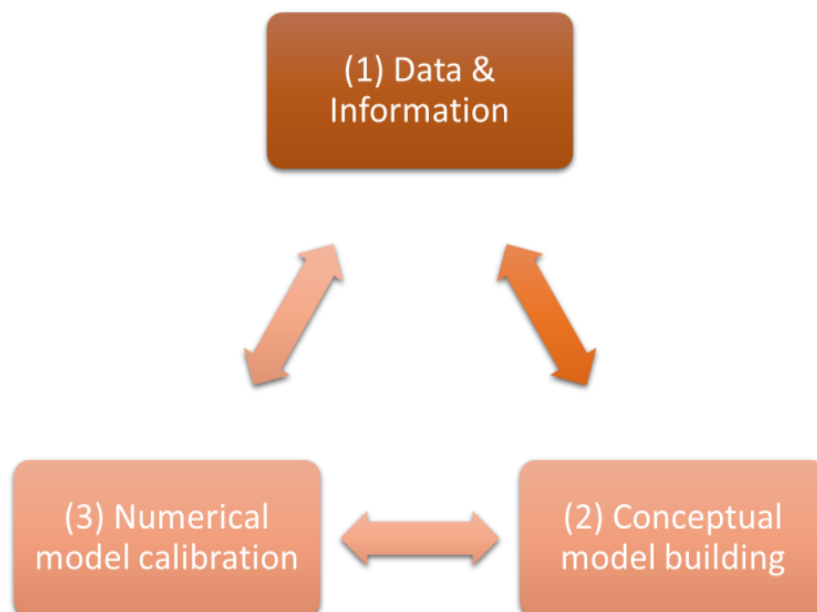 (1) Data &
Information
(3) Numerical
model calibration
(2) Conceptual
model building